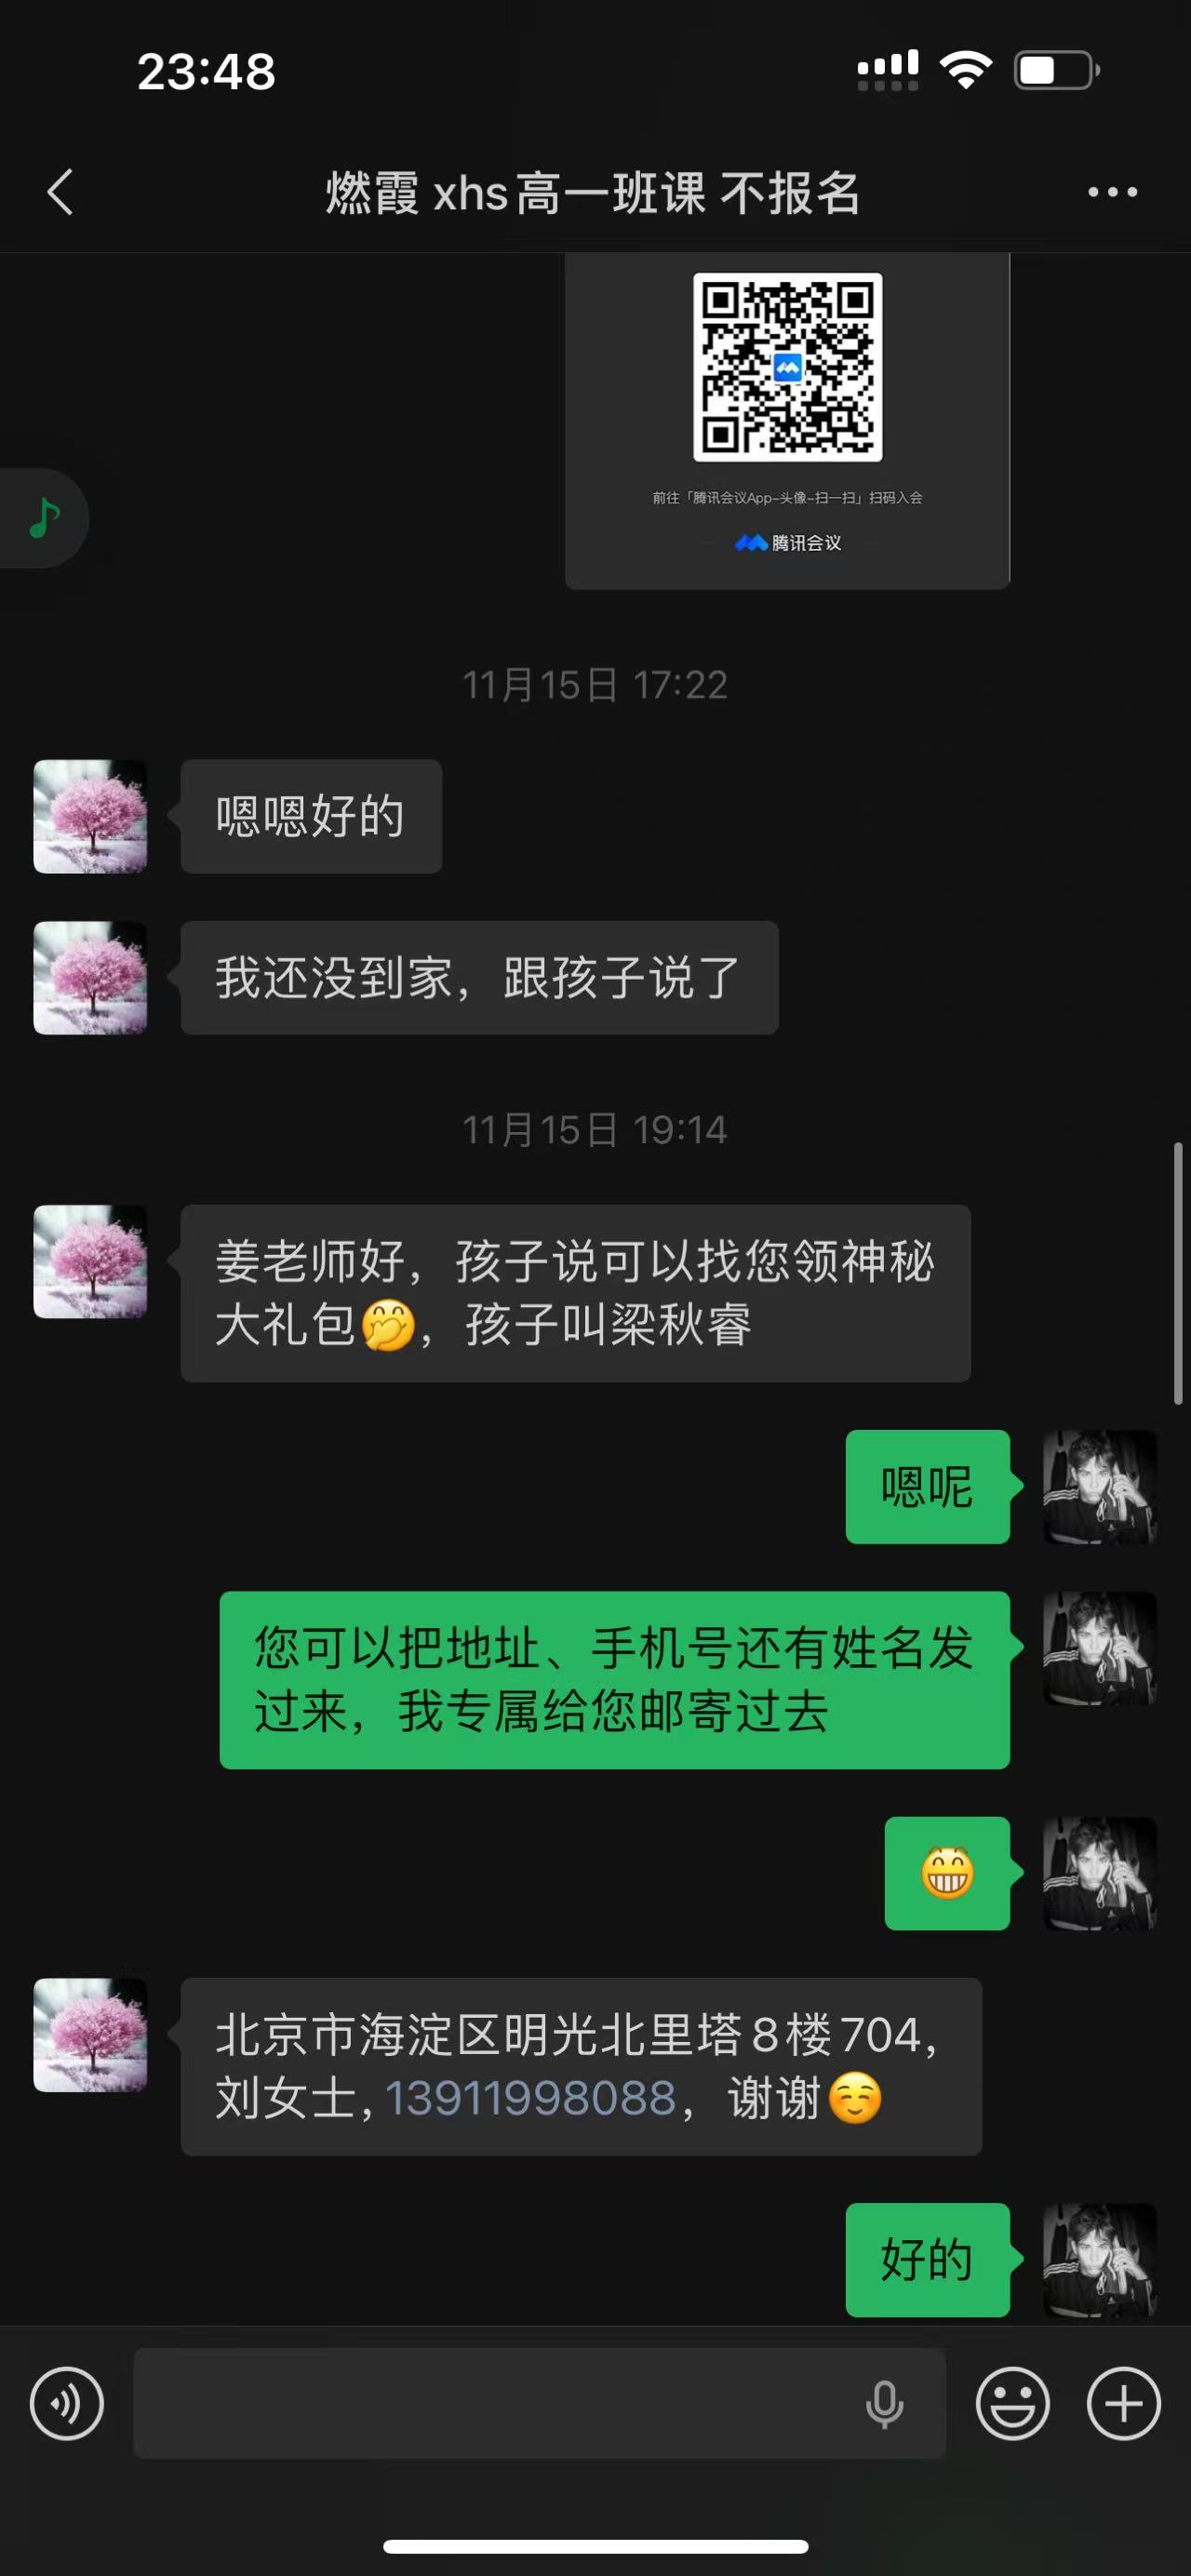 23:48
燃霞 xhs高一班课 不报名
前往「腾讯会议App-头像-扫一扫」扫码入会
腾讯会议
11月15日 17:22
嗯嗯好的
我还没到家，跟孩子说了
11月15日 19:14
姜老师好，孩子说可以找您领神秘
大礼包🤭，孩子叫梁秋睿
嗯呢
您可以把地址、手机号还有姓名发
过来，我专属给您邮寄过去
😁
北京市海淀区明光北里塔8楼704，
刘女士，13911998088，谢谢☺️
好的